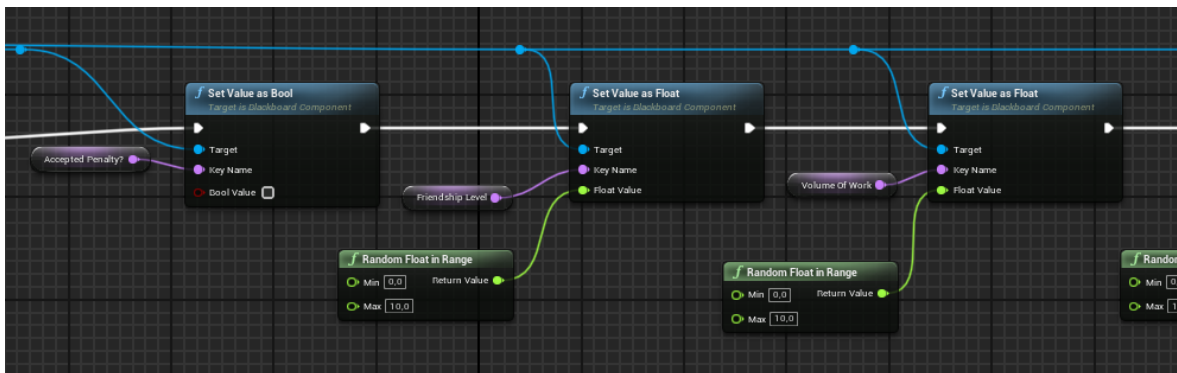 Set Value as Bool
Target is Blackboard Component
Target
Key Name
Bool Value
Accepted Penalty?
Set Value as Float
Target is Blackboard Component
Target
Key Name
Float Value
Friendship Level
Random Float in Range
Min 0,0
Return Value
Max 10,0
Set Value as Float
Target is Blackboard Component
Target
Key Name
Float Value
Volume Of Work
Random Float in Range
Min 0,0
Return Value
Max 10,0
Min
Max